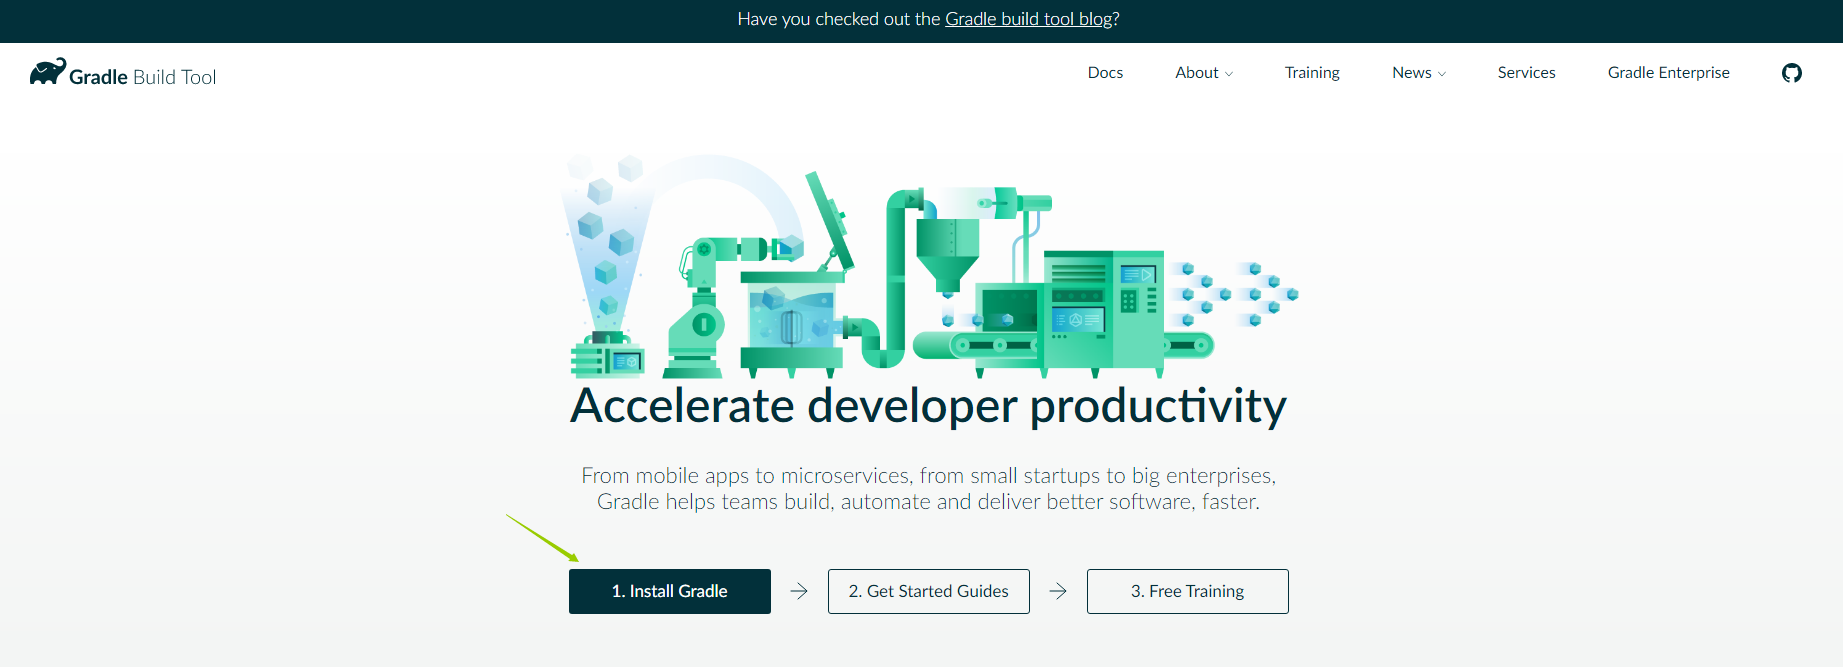 Have you checked out the Gradle build tool blog?
Gradle Build Tool
Docs
About
Training
News
Services
Gradle Enterprise
Accelerate developer productivity
From mobile apps to microservices, from small startups to big enterprises,
Gradle helps teams build, automate and deliver better software, faster.
1. Install Gradle
2. Get Started Guides
3. Free Training